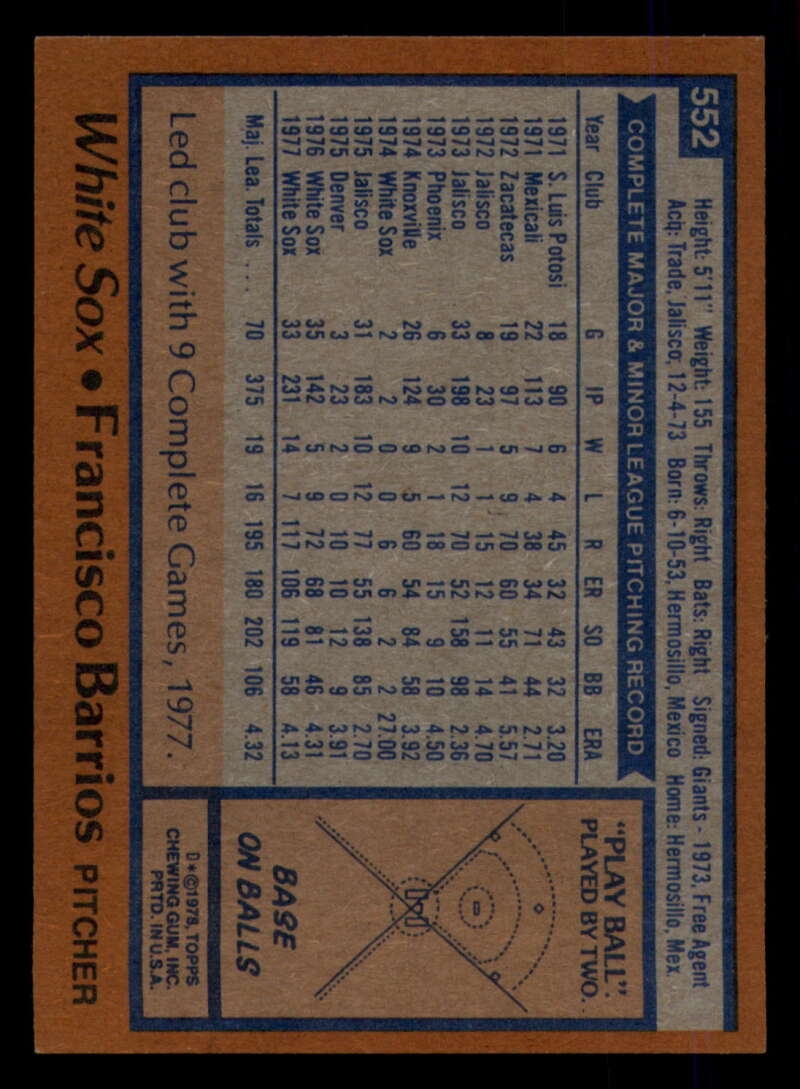 552
Height: 5'11" Weight: 155 Throws: Right Bats: Right Signed: Giants - 1973, Free Agent
Acq: Trade, Jalisco, 12-4-73 Born: 6-10-53, Hermosillo, Mexico Home: Hermosillo, Mex.
COMPLETE MAJOR & MINOR LEAGUE PITCHING RECORD
Year Club G IP W L R ER SO BB ERA
1971 S. Luis Potosi 18 90 6 4 45 32 43 32 3.20
1971 Mexicali 22 113 7 4 38 34 71 44 2.71
1972 Zacatecas 19 97 5 9 70 60 55 41 5.57
1972 Jalisco 8 23 1 1 15 12 11 14 4.70
1973 Jalisco 33 198 10 12 70 52 158 98 2.36
1973 Phoenix 6 30 2 1 18 15 9 10 4.50
1974 Knoxville 26 124 9 5 60 54 84 58 3.92
1974 White Sox 2 2 0 0 6 6 2 2 27.00
1975 Jalisco 31 183 10 12 77 55 138 85 2.70
1975 Denver 3 23 2 0 10 10 12 9 3.91
1976 White Sox 35 142 5 9 72 68 81 46 4.31
1977 White Sox 33 231 14 7 117 106 119 58 4.13
Maj. Lea. Totals .... 70 375 19 16 195 180 202 106 4.32
Led club with 9 Complete Games, 1977.
"PLAY BALL".
PLAYED BY TWO.
BASE
ON BALLS
D*©1978, TOPPS
CHEWING GUM, INC.
PRTD. IN U.S.A.
White Sox • Francisco Barrios PITCHER